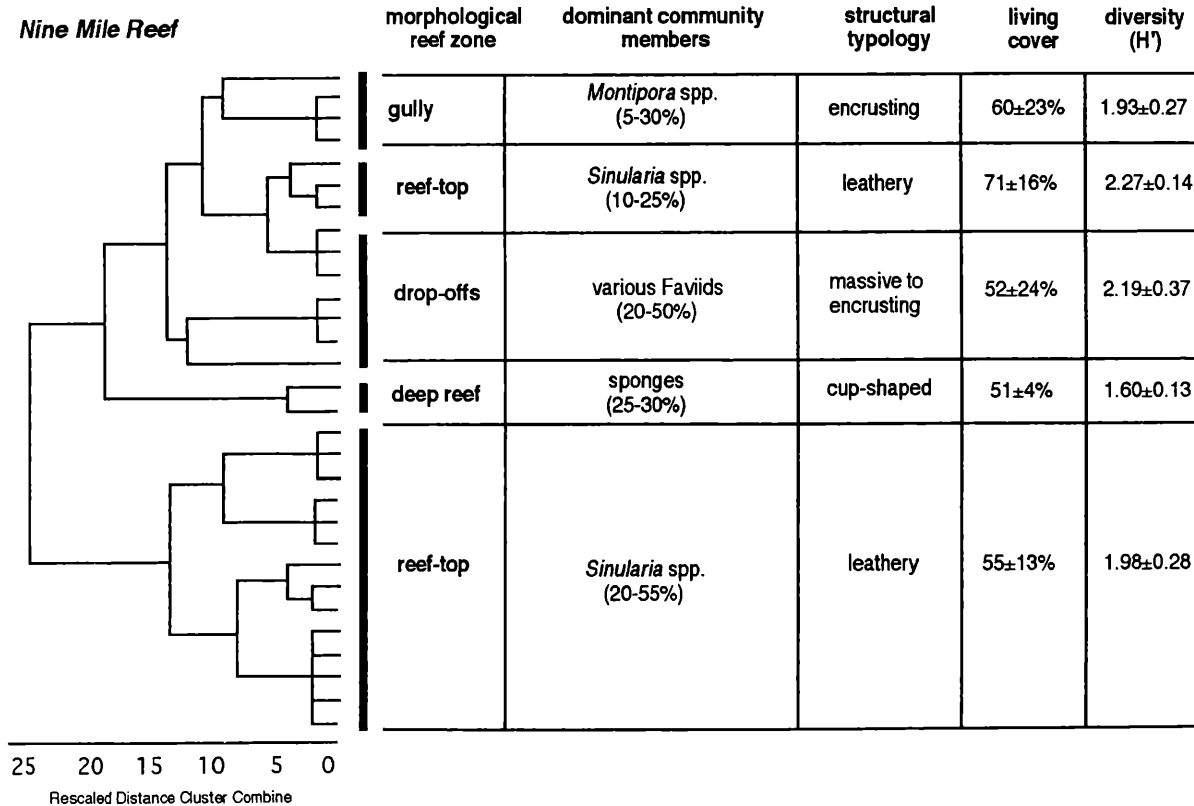 Nine Mile Reef
morphological reef zone
dominant community members
structural typology
living cover
diversity (H')
gully
Montipora spp.
(5-30%)
encrusting
60±23%
1.93±0.27
reef-top
Sinularia spp.
(10-25%)
leathery
71±16%
2.27±0.14
drop-offs
various Faviids
(20-50%)
massive to
encrusting
52±24%
2.19±0.37
deep reef
sponges
(25-30%)
cup-shaped
51±4%
1.60±0.13
reef-top
Sinularia spp.
(20-55%)
leathery
55±13%
1.98±0.28
25 20 15 10 5 0
Rescaled Distance Cluster Combine